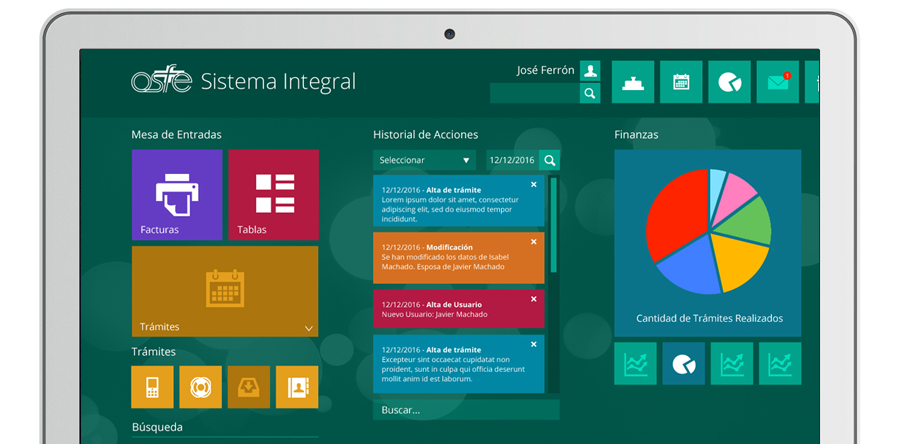 oste Sistema Integral
José Ferrón
1
Mesa de Entradas
Facturas
Tablas
Trámites
Trámites
Búsqueda
Historial de Acciones
Seleccionar
12/12/2016
12/12/2016 - Alta de trámite
Lorem ipsum dolor sit amet, consectetur
adipiscing elit, sed do eiusmod tempor
incididunt.
12/12/2016 - Modificación
Se han modificado los datos de Isabel
Machado. Esposa de Javier Machado
12/12/2016 - Alta de Usuario
Nuevo Usuario: Javier Machado
12/12/2016 - Alta de trámite
Excepteur sint occaecat cupidatat non
proident, sunt in culpa qui officia deserunt
mollit anim id est laborum.
Buscar...
Finanzas
Cantidad de Trámites Realizados